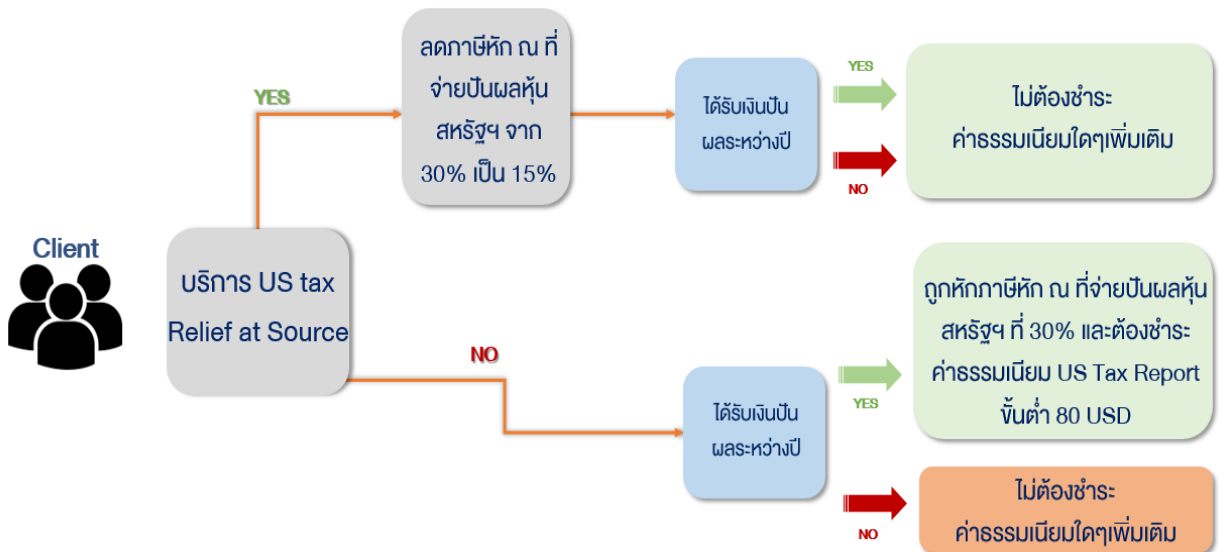 Client
บริการ US tax
Relief at Source
YES
ลดภาษีหัก ณ ที่
จ่ายปันผลหุ้น
สหรัฐฯ จาก
30% เป็น 15%
ได้รับเงินปัน
ผลระหว่างปี
YES
NO
ไม่ต้องชำระ
ค่าธรรมเนียมใดๆเพิ่มเติม
NO
ได้รับเงินปัน
ผลระหว่างปี
YES
ถูกหักภาษีหัก ณ ที่จ่ายปันผลหุ้น
สหรัฐฯ ที่ 30% และต้องชำระ
ค่าธรรมเนียม US Tax Report
ขั้นต่ำ 80 USD
NO
ไม่ต้องชำระ
ค่าธรรมเนียมใดๆเพิ่มเติม